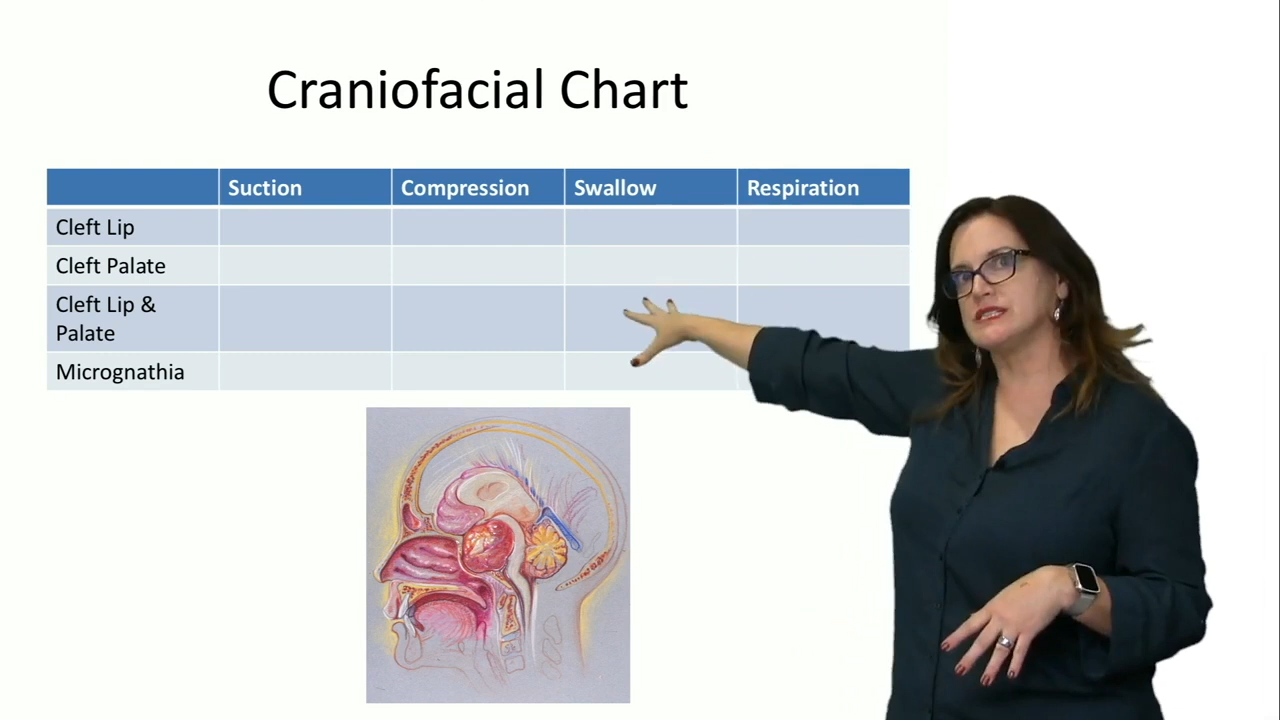 Craniofacial Chart
Suction Compression Swallow Respiration
Cleft Lip
Cleft Palate
Cleft Lip &
Palate
Micrognathia